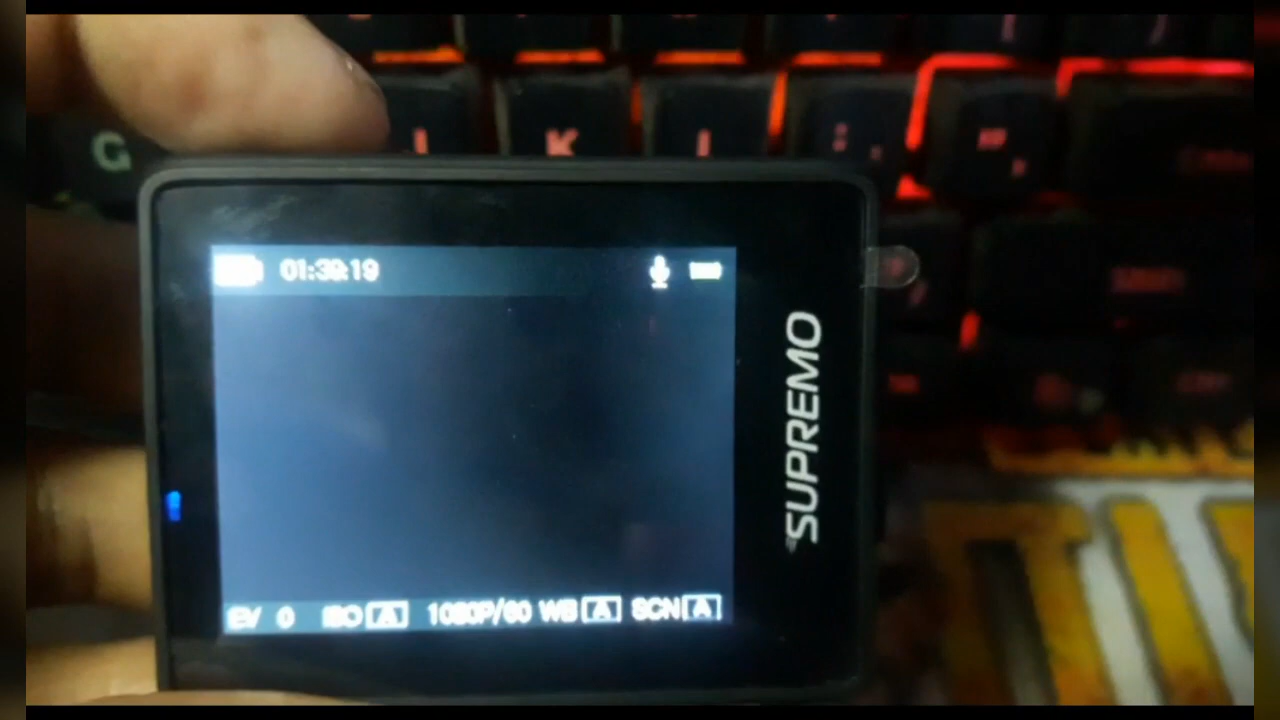 G
K
L
01:39:19
SUPREMO
EV 0 ISO A 1080P/60 WB A SCN A